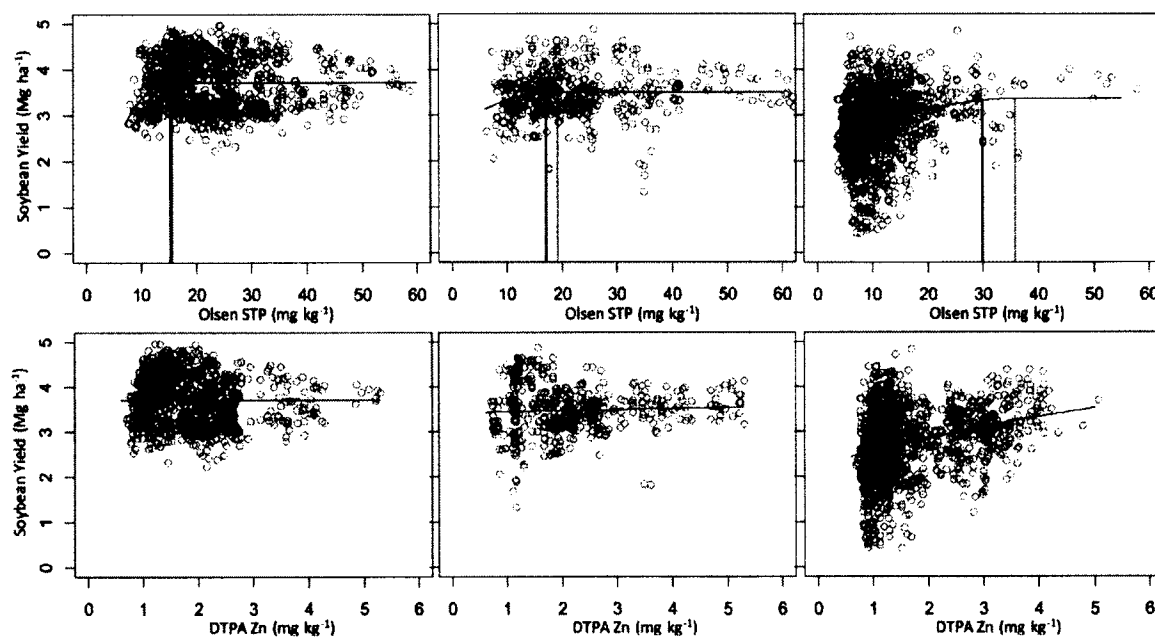 Soybean Yield (Mg ha⁻¹)
5
4
3
2
1
0
0 10 20 30 40 50 60
Olsen STP (mg kg⁻¹)
0 10 20 30 40 50 60
Olsen STP (mg kg⁻¹)
0 10 20 30 40 50 60
Olsen STP (mg kg⁻¹)
Soybean Yield (Mg ha⁻¹)
5
4
3
2
1
0
0 1 2 3 4 5 6
DTPA Zn (mg kg⁻¹)
0 1 2 3 4 5 6
DTPA Zn (mg kg⁻¹)
0 1 2 3 4 5 6
DTPA Zn (mg kg⁻¹)